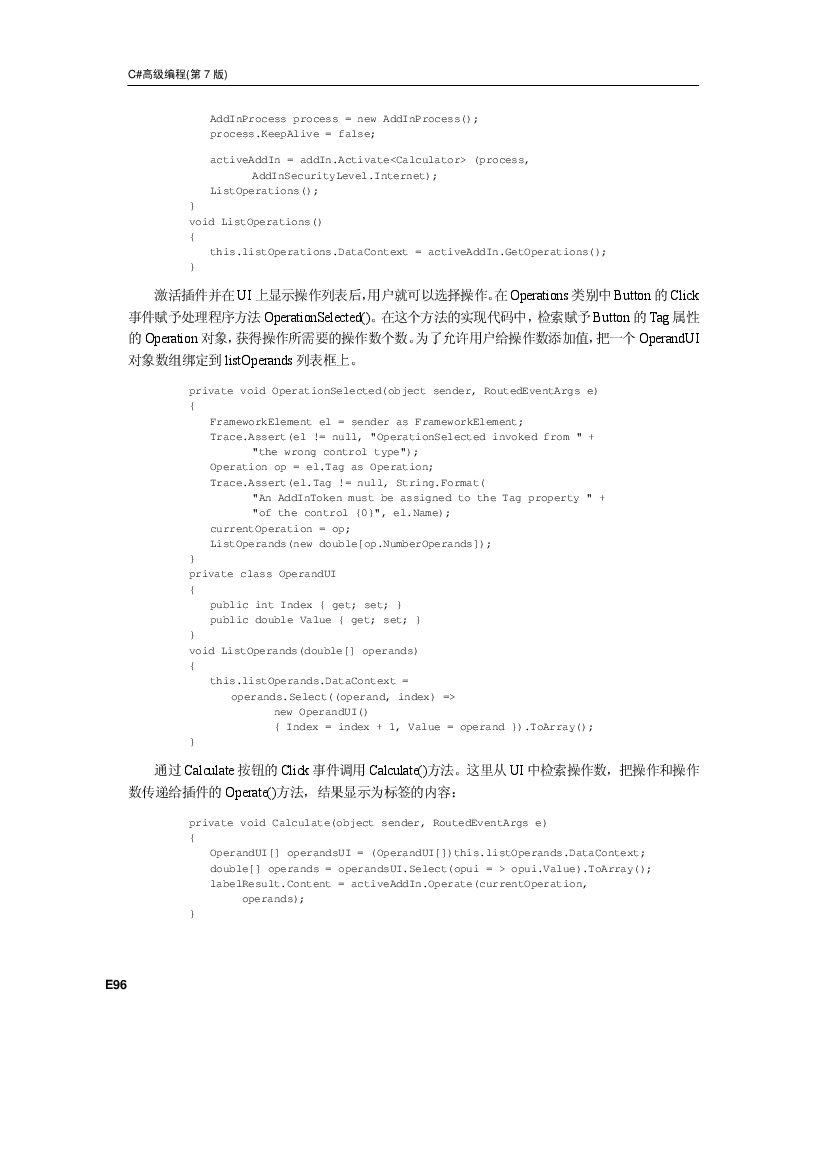 C#高级编程(第 7 版)
AddInProcess process = new AddInProcess();
process.KeepAlive = false;
activeAddIn = addIn.Activate<Calculator> (process,
AddInSecurityLevel.Internet);
ListOperations();
}
void ListOperations()
{
this.listOperations.DataContext = activeAddIn.GetOperations();
}
激活插件并在 UI 上显示操作列表后,用户就可以选择操作。在 Operations 类别中 Button 的 Click
事件赋予处理程序方法 OperationSelected()。在这个方法的实现代码中，检索赋予 Button 的 Tag 属性
的 Operation 对象，获得操作所需要的操作数个数。为了允许用户给操作数添加值，把一个 OperandUI
对象数组绑定到 listOperands 列表框上。
private void OperationSelected(object sender, RoutedEventArgs e)
{
FrameworkElement el = sender as FrameworkElement;
Trace.Assert(el != null, "OperationSelected invoked from " +
"the wrong control type");
Operation op = el.Tag as Operation;
Trace.Assert(el.Tag != null, String.Format(
"An AddInToken must be assigned to the Tag property " +
"of the control {0}", el.Name);
currentOperation = op;
ListOperands(new double[op.NumberOperands]);
}
private class OperandUI
{
public int Index { get; set; }
public double Value { get; set; }
}
void ListOperands(double[] operands)
{
this.listOperands.DataContext =
operands.Select((operand, index) =>
new OperandUI()
{ Index = index + 1, Value = operand }).ToArray();
}
通过 Calculate 按钮的 Click 事件调用 Calculate()方法。这里从 UI 中检索操作数，把操作和操作
数传递给插件的 Operate()方法，结果显示为标签的内容：
private void Calculate(object sender, RoutedEventArgs e)
{
OperandUI[] operandsUI = (OperandUI[])this.listOperands.DataContext;
double[] operands = operandsUI.Select(opui = > opui.Value).ToArray();
labelResult.Content = activeAddIn.Operate(currentOperation,
operands);
}
E96